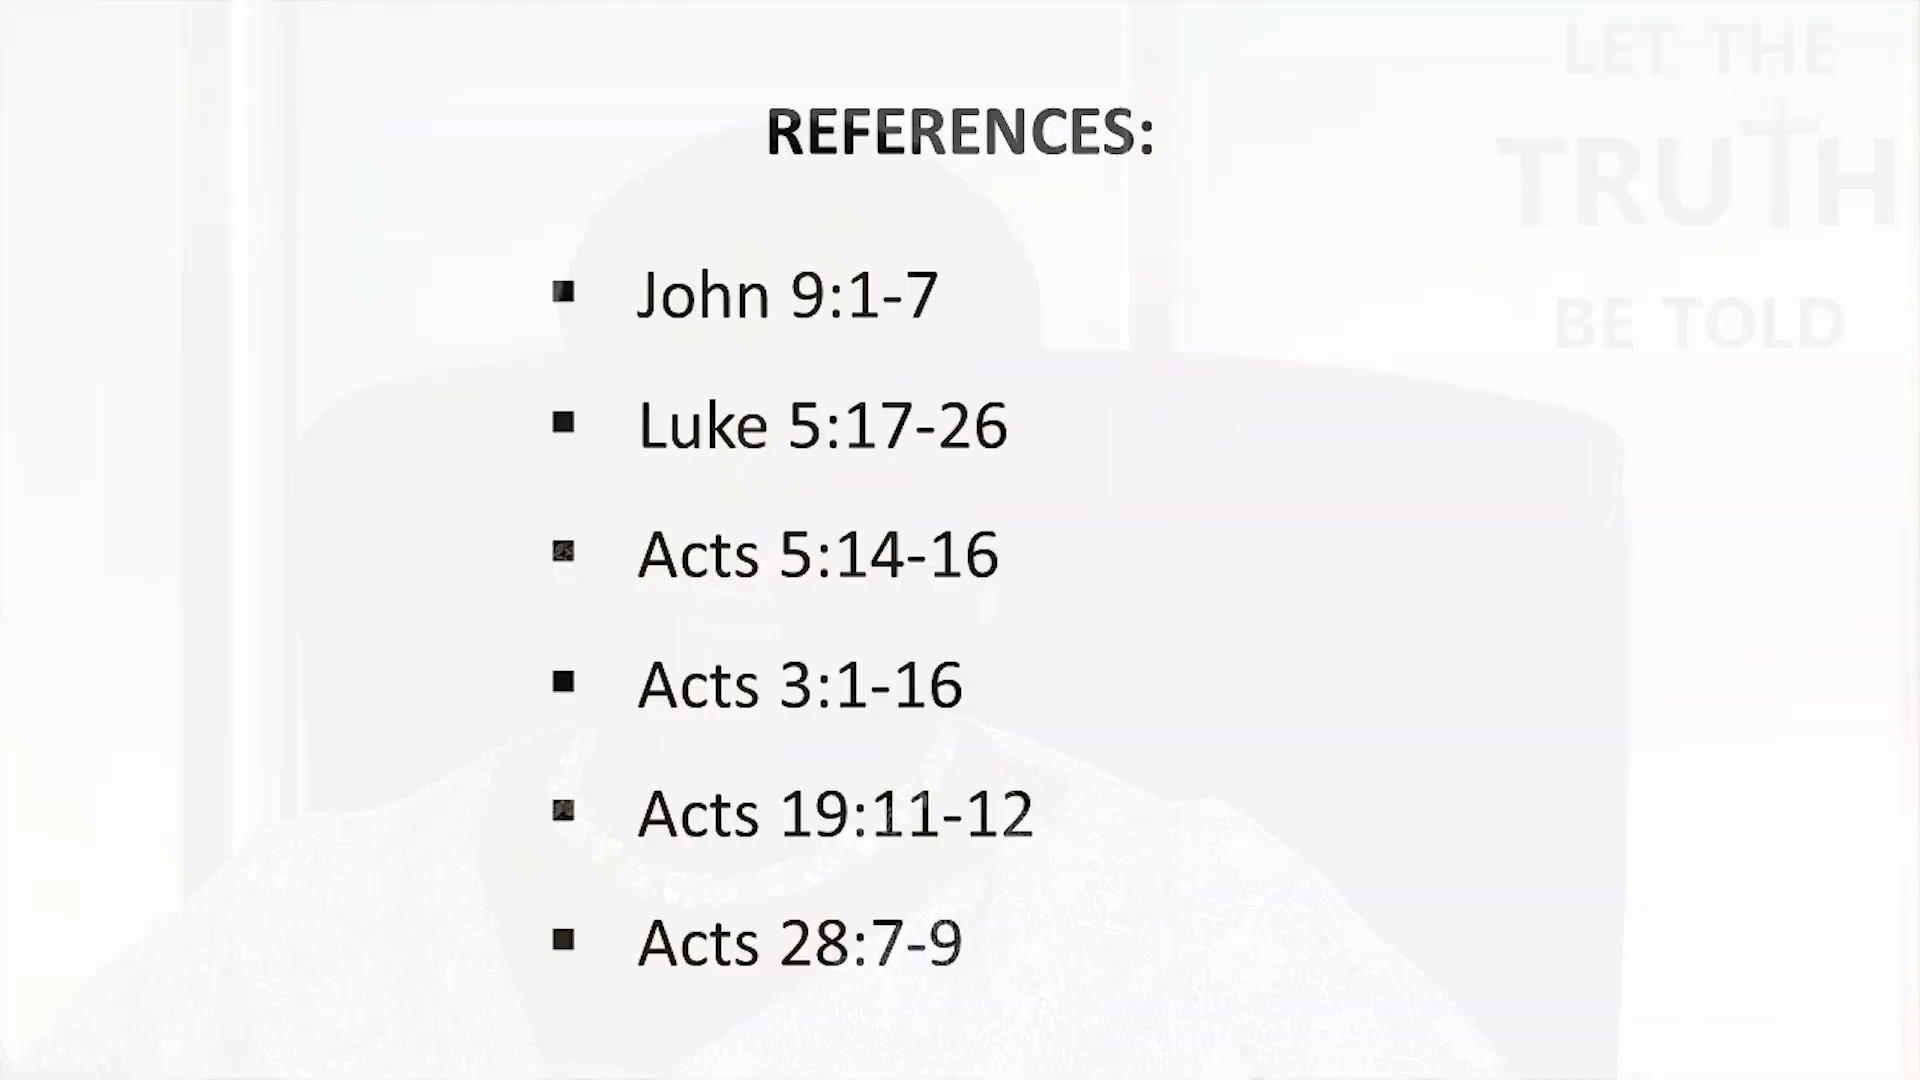 LET THE
TRUTH
BE TOLD
REFERENCES:
▪ John 9:1-7
▪ Luke 5:17-26
▪ Acts 5:14-16
▪ Acts 3:1-16
▪ Acts 19:11-12
▪ Acts 28:7-9